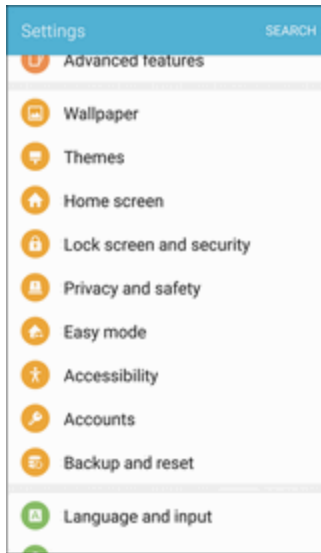 Settings SEARCH
Advanced features
Wallpaper
Themes
Home screen
Lock screen and security
Privacy and safety
Easy mode
Accessibility
Accounts
Backup and reset
A Language and input